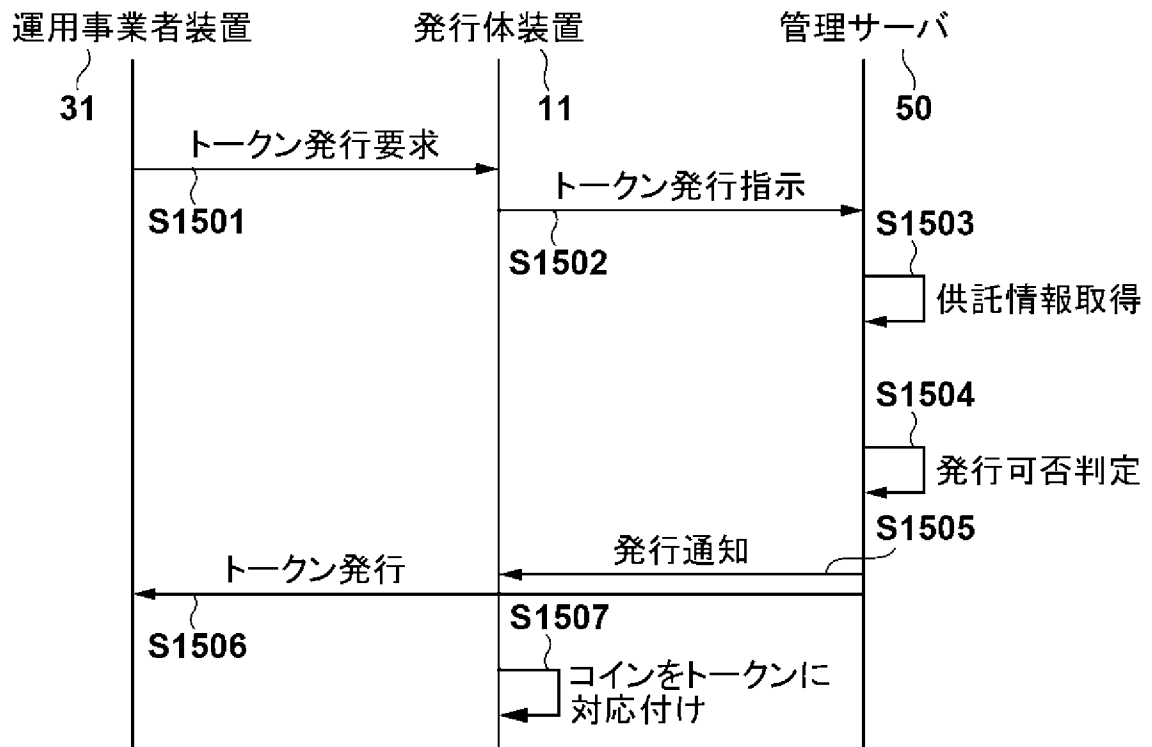 運用事業者装置
発行体装置
管理サーバ
31
11
50
トークン発行要求
S1501
トークン発行指示
S1502
S1503
供託情報取得
S1504
発行可否判定
S1505
発行通知
トークン発行
S1506
S1507
コインをトークンに
対応付け